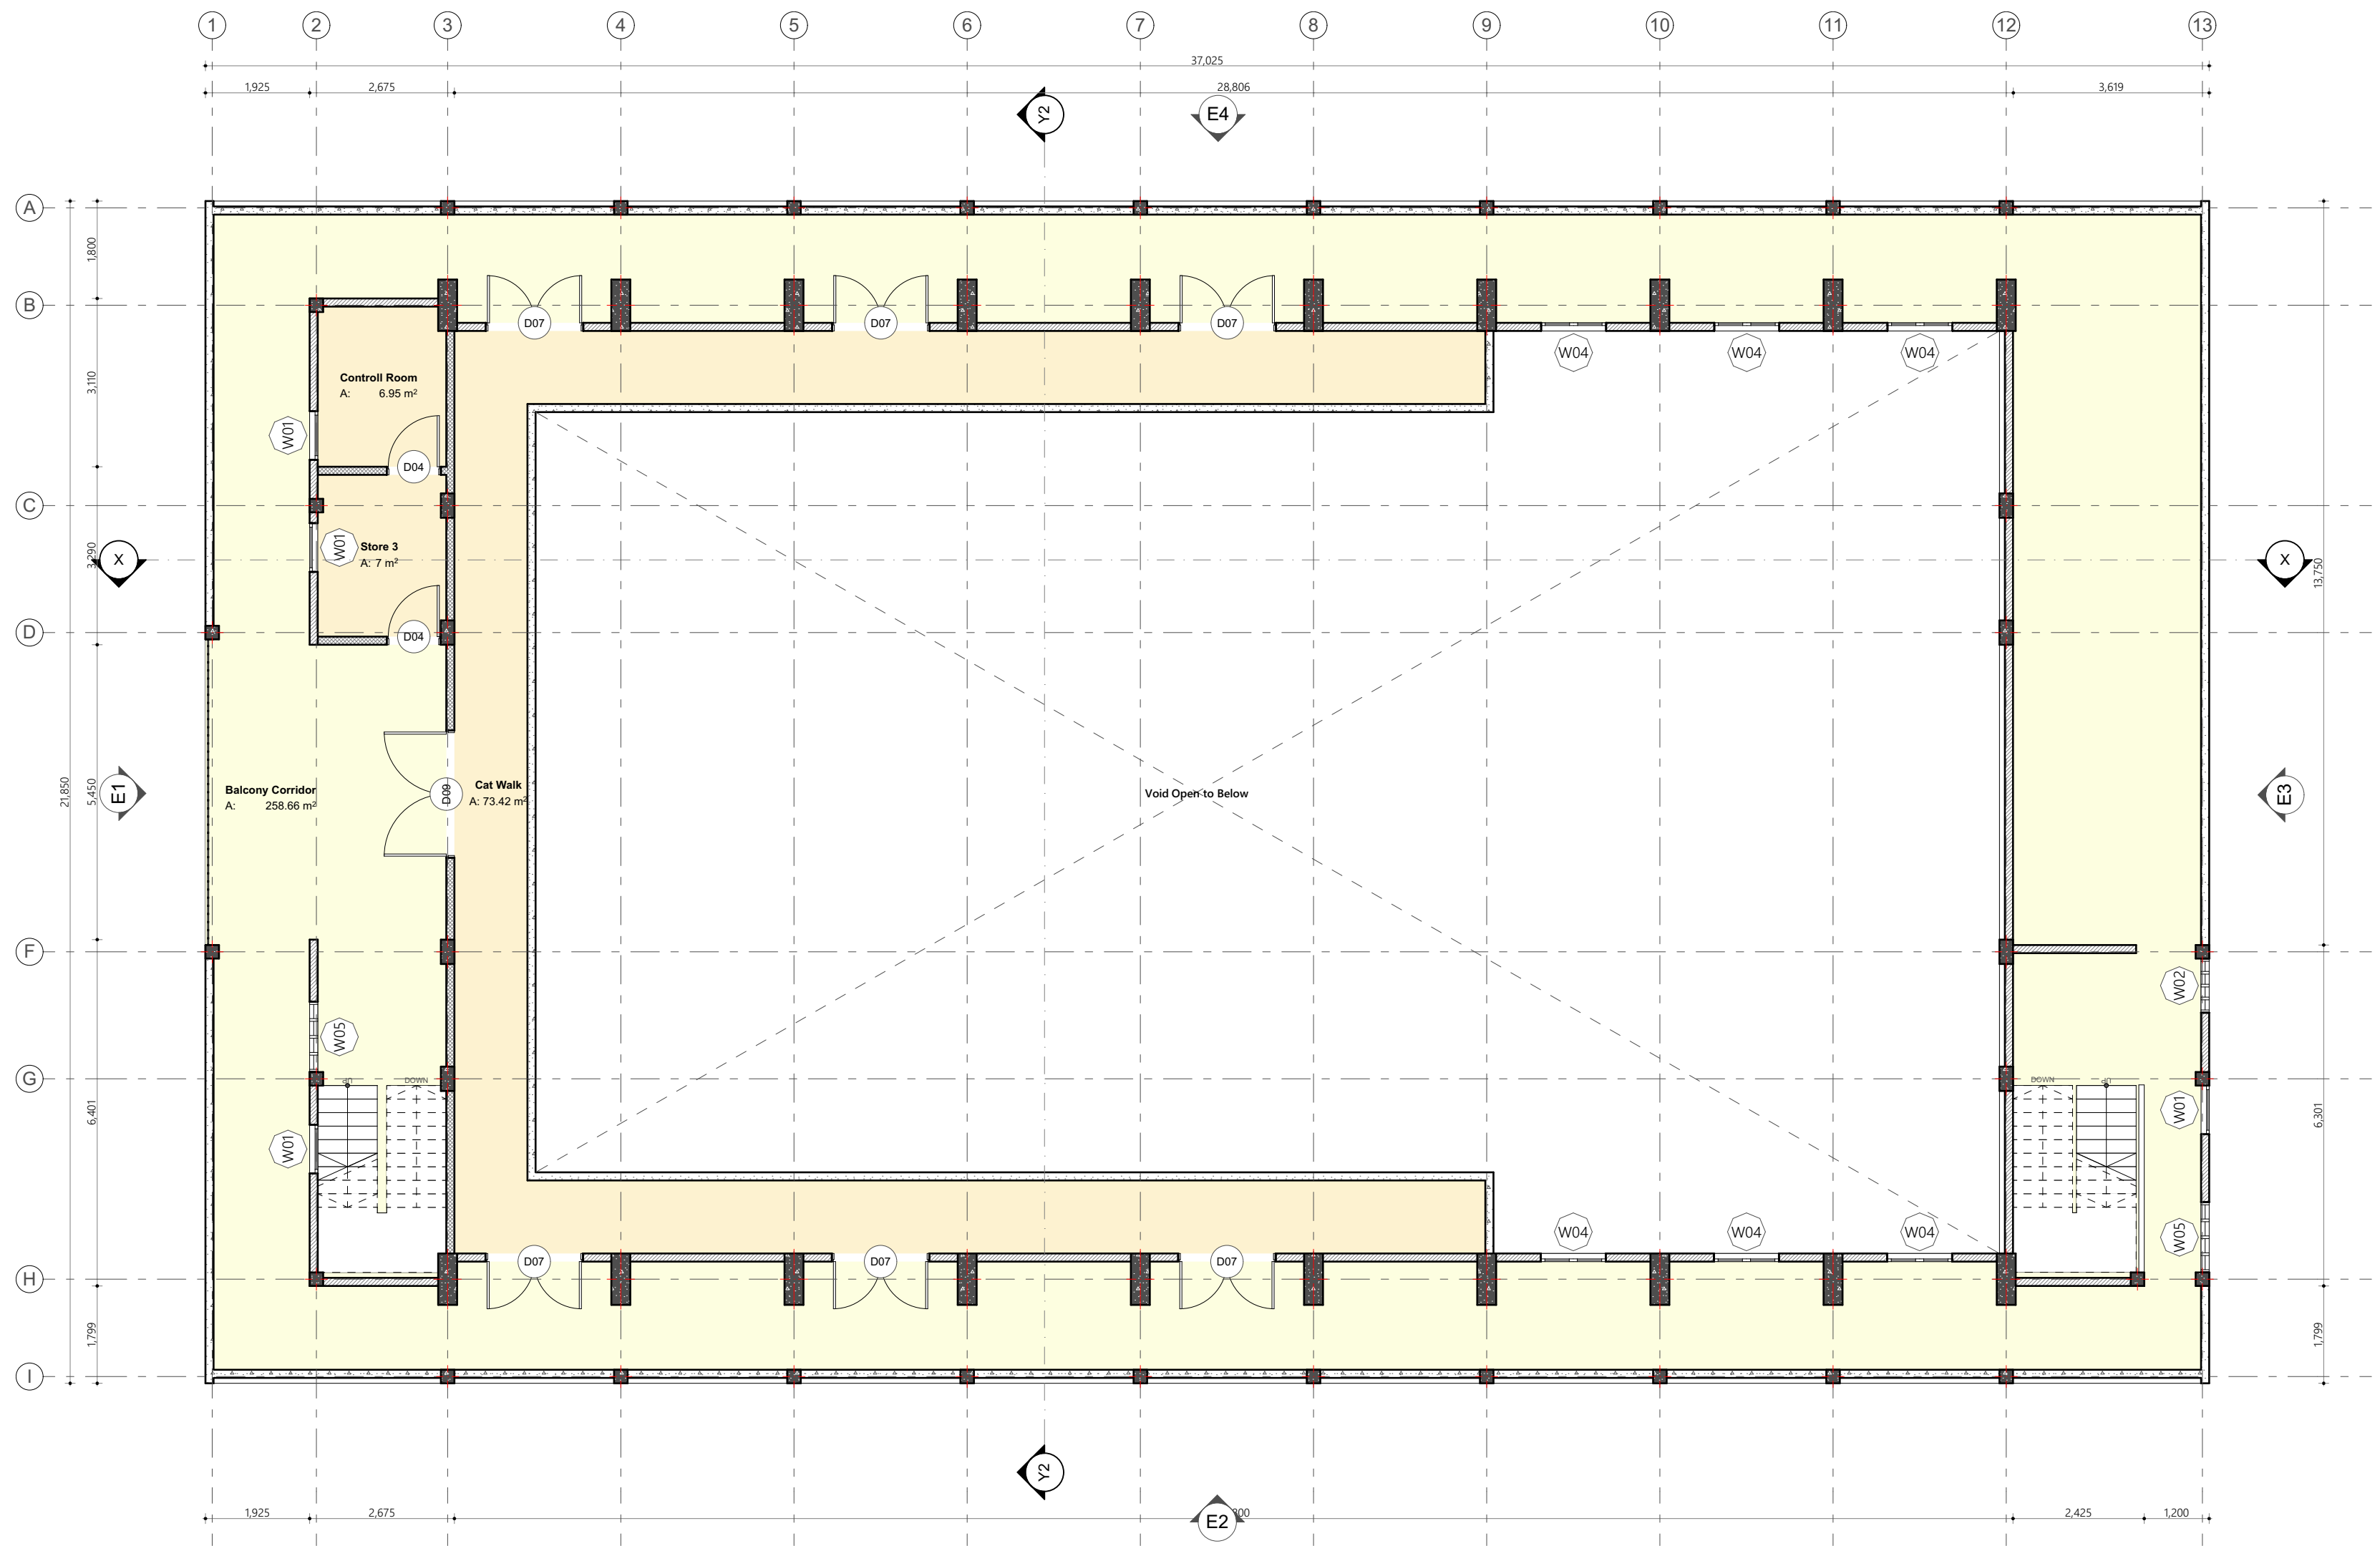 1 2 3 4 5 6 7 8 9 10 11 12 13
37,025
1,925 2,675 28,806 3,619
Y2 E4
A
1,800
B
D07 D07 D07
W04 W04 W04
Controll Room
A: 6.95 m²
3,110
W01
D04
C
Store 3
A: 7 m²
W01
X X
3,290
13,750
D
D04
Balcony Corridor
A: 258.66 m²
D09
Cat Walk
A: 73.42 m²
Void Open to Below
E1 E3
21,850
5,450
F
W02
W05
G
UP DOWN
DOWN UP
W01
W01
6,401
6,301
W05
W04 W04 W04
D07 D07 D07
H
1,799
1,799
I
Y2
1,925 2,675 E2 2,425 1,200